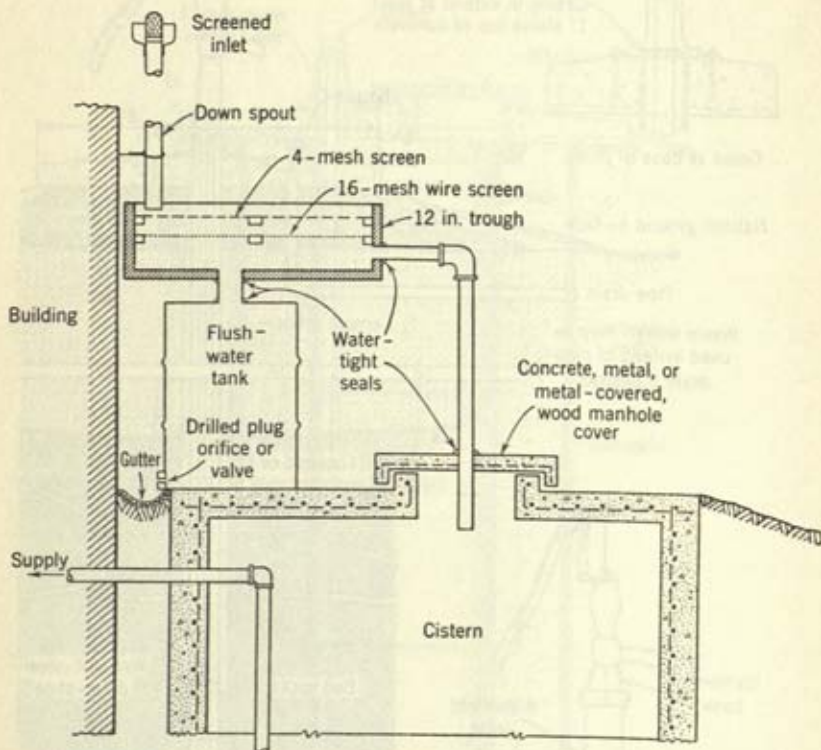 Screened
inlet
Down spout
4-mesh screen
16-mesh wire screen
12 in. trough
Building
Flush-
water
tank
Water-
tight
seals
Concrete, metal, or
metal-covered,
wood manhole
cover
Drilled plug
orifice or
valve
Gutter
Supply
Cistern